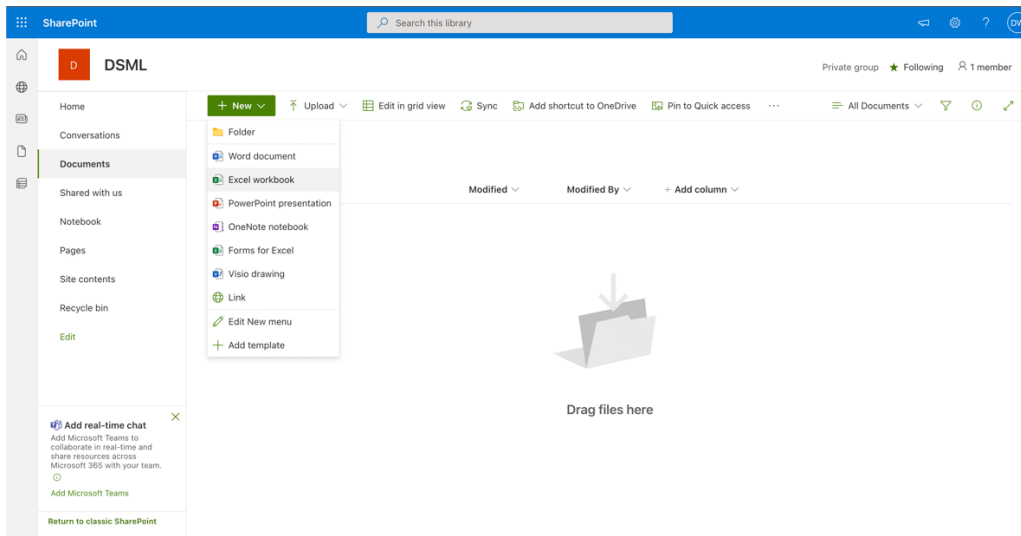 SharePoint
Search this library
?
DW
D
DSML
Private group
Following
1 member
Home
Conversations
Documents
Shared with us
Notebook
Pages
Site contents
Recycle bin
Edit
New
Upload
Edit in grid view
Sync
Add shortcut to OneDrive
Pin to Quick access
...
All Documents
Folder
Word document
Excel workbook
PowerPoint presentation
OneNote notebook
Forms for Excel
Visio drawing
Link
Edit New menu
Add template
Modified
Modified By
+ Add column
Drag files here
Add real-time chat
Add Microsoft Teams to
collaborate in real-time and
share resources across
Microsoft 365 with your team.
Add Microsoft Teams
Return to classic SharePoint